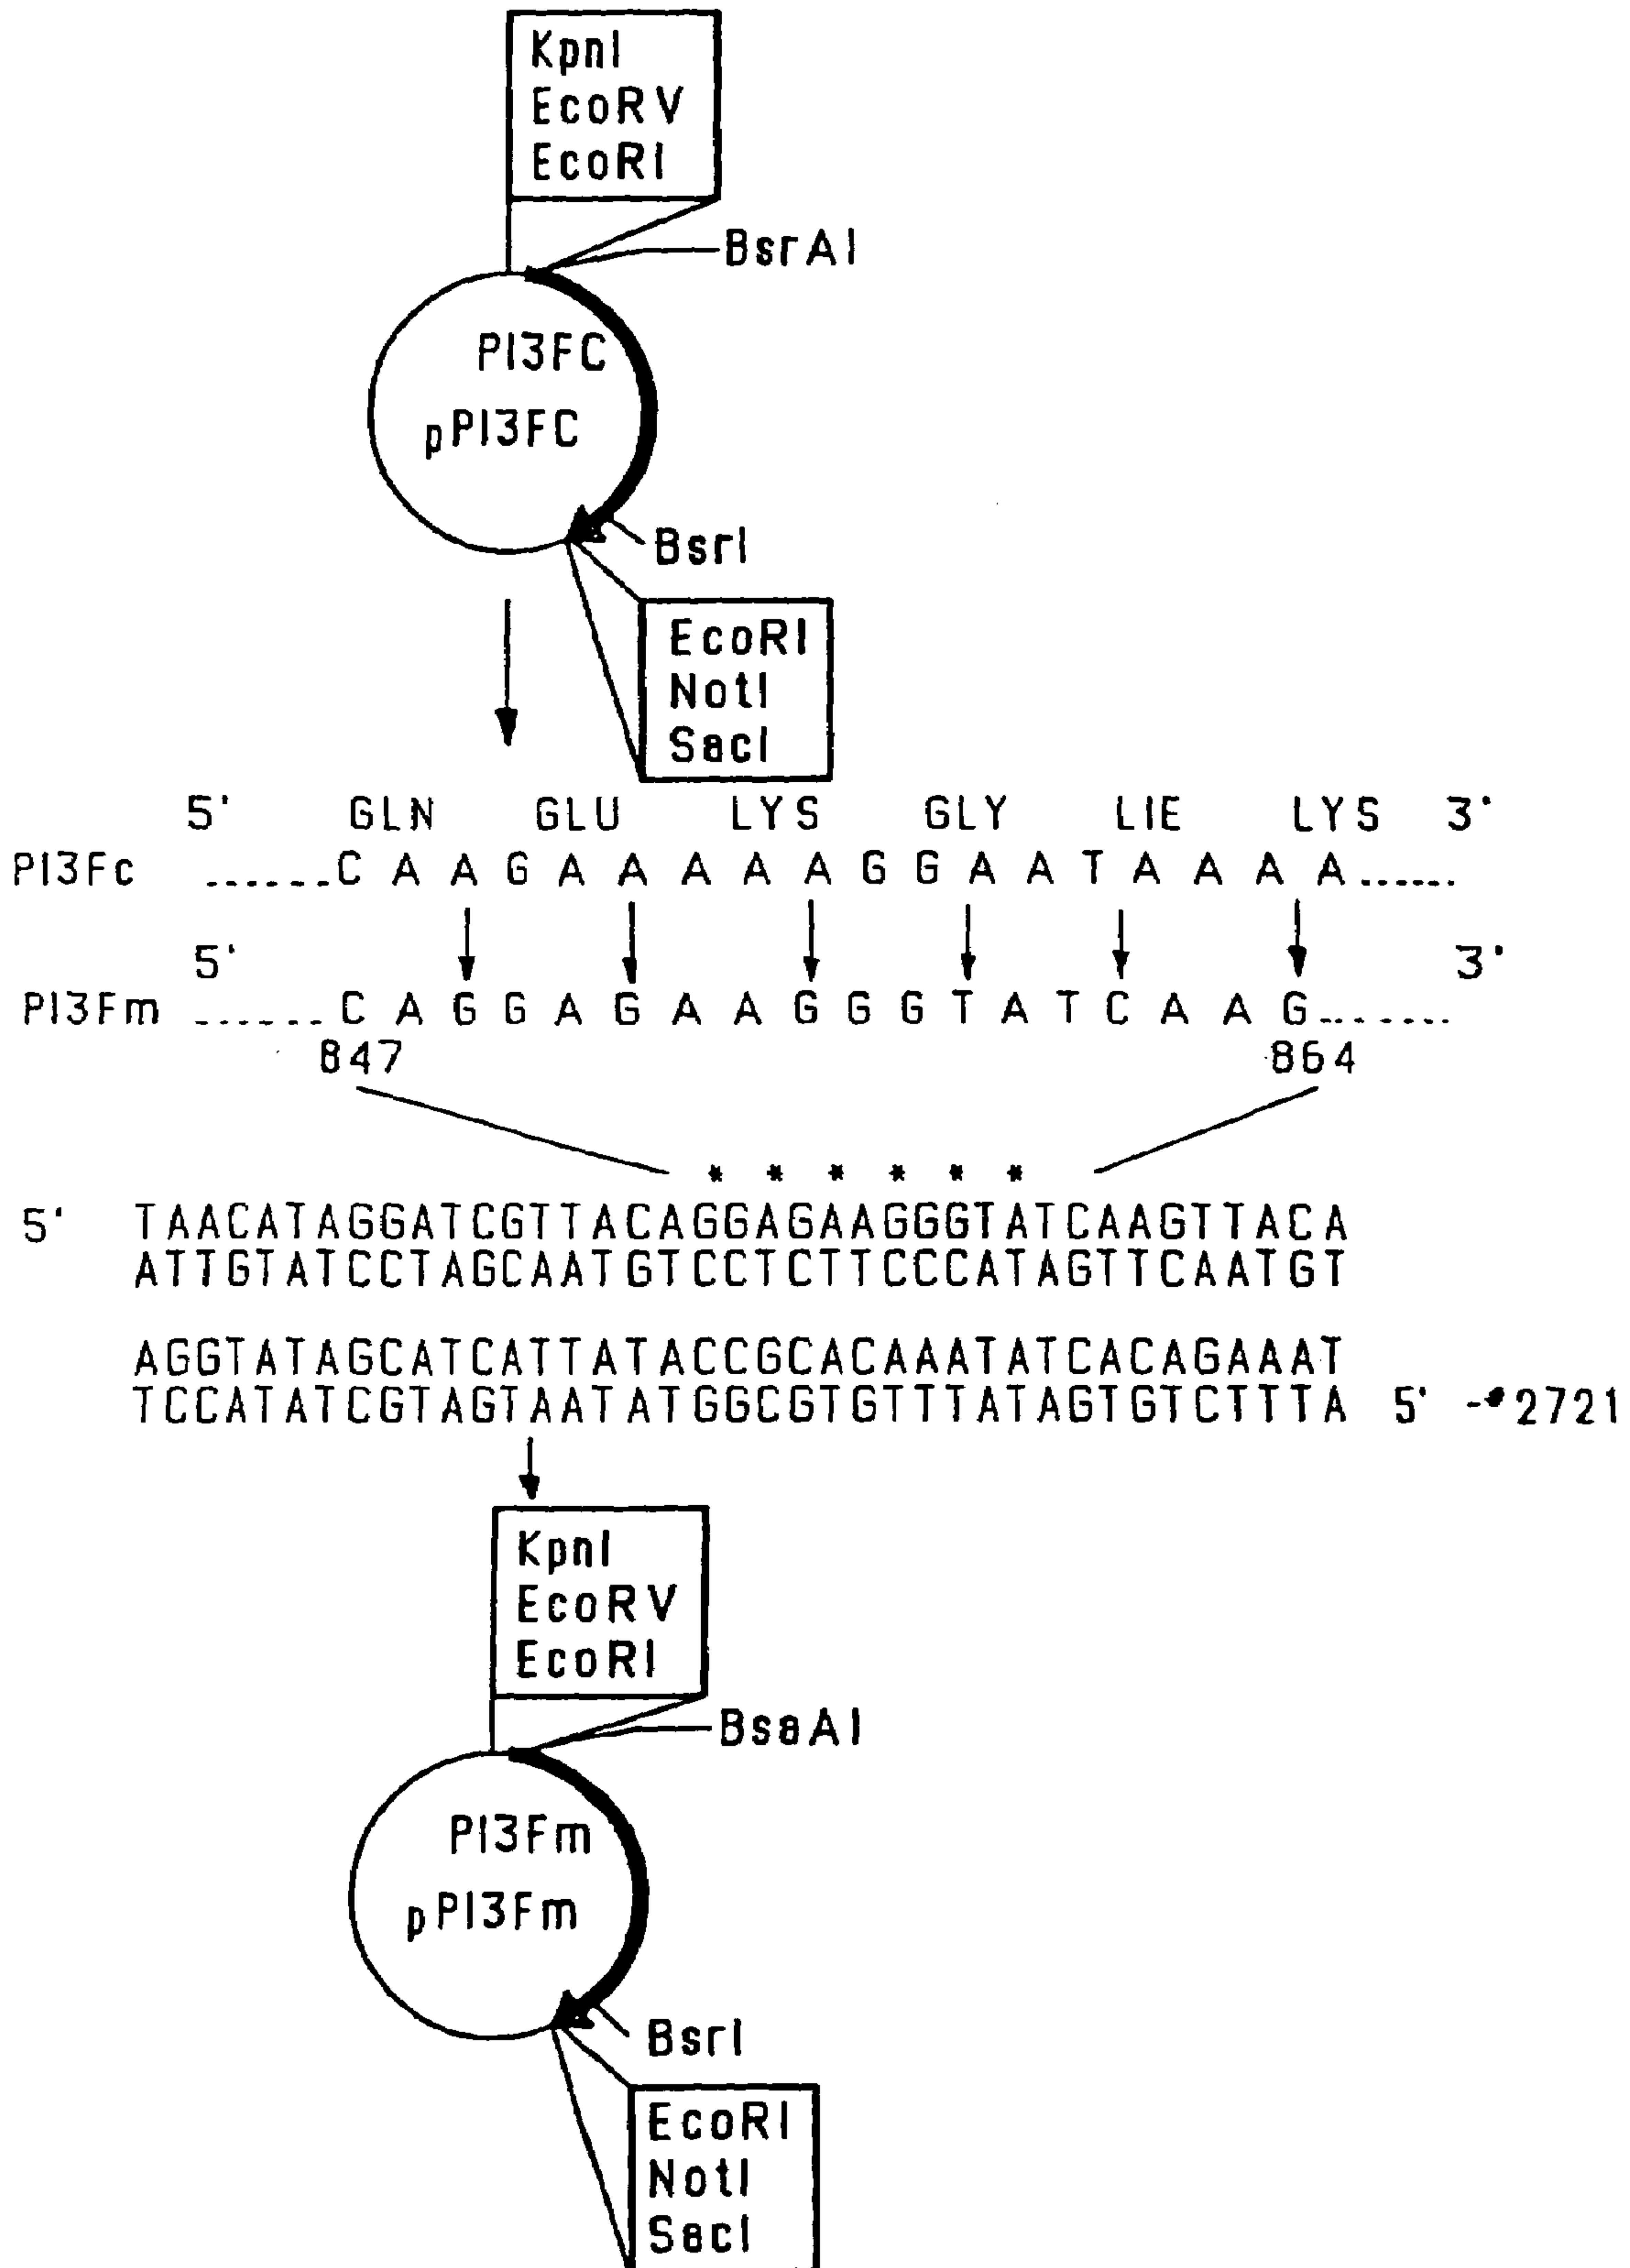 KpnI
EcoRV
EcoRI
BsrAI
PI3FC
pPI3FC
BsrI
EcoRI
NotI
SacI
5' GLN GLU LYS GLY LIE LYS 3'
PI3Fc ......C A A G A A A A A G G A A T A A A A......
5' 3'
PI3Fm ......C A G G A G A A G G G T A T C A A G.......
847 864
* * * * * *
5' TAACATAGGATCGTTACAGGAGAAGGGTATCAAGTTACA
ATTGTATCCTAGCAATGTCCTCTTCCCATAGTTCAATGT
AGGTATAGCATCATTATACCGCACAAATATCACAGAAAT
TCCATATCGTAGTAATATGGCGTGTTTATAGTGTCTTTA 5' -*2721
KpnI
EcoRV
EcoRI
BsaAI
PI3Fm
pPI3Fm
BsrI
EcoRI
NotI
SacI